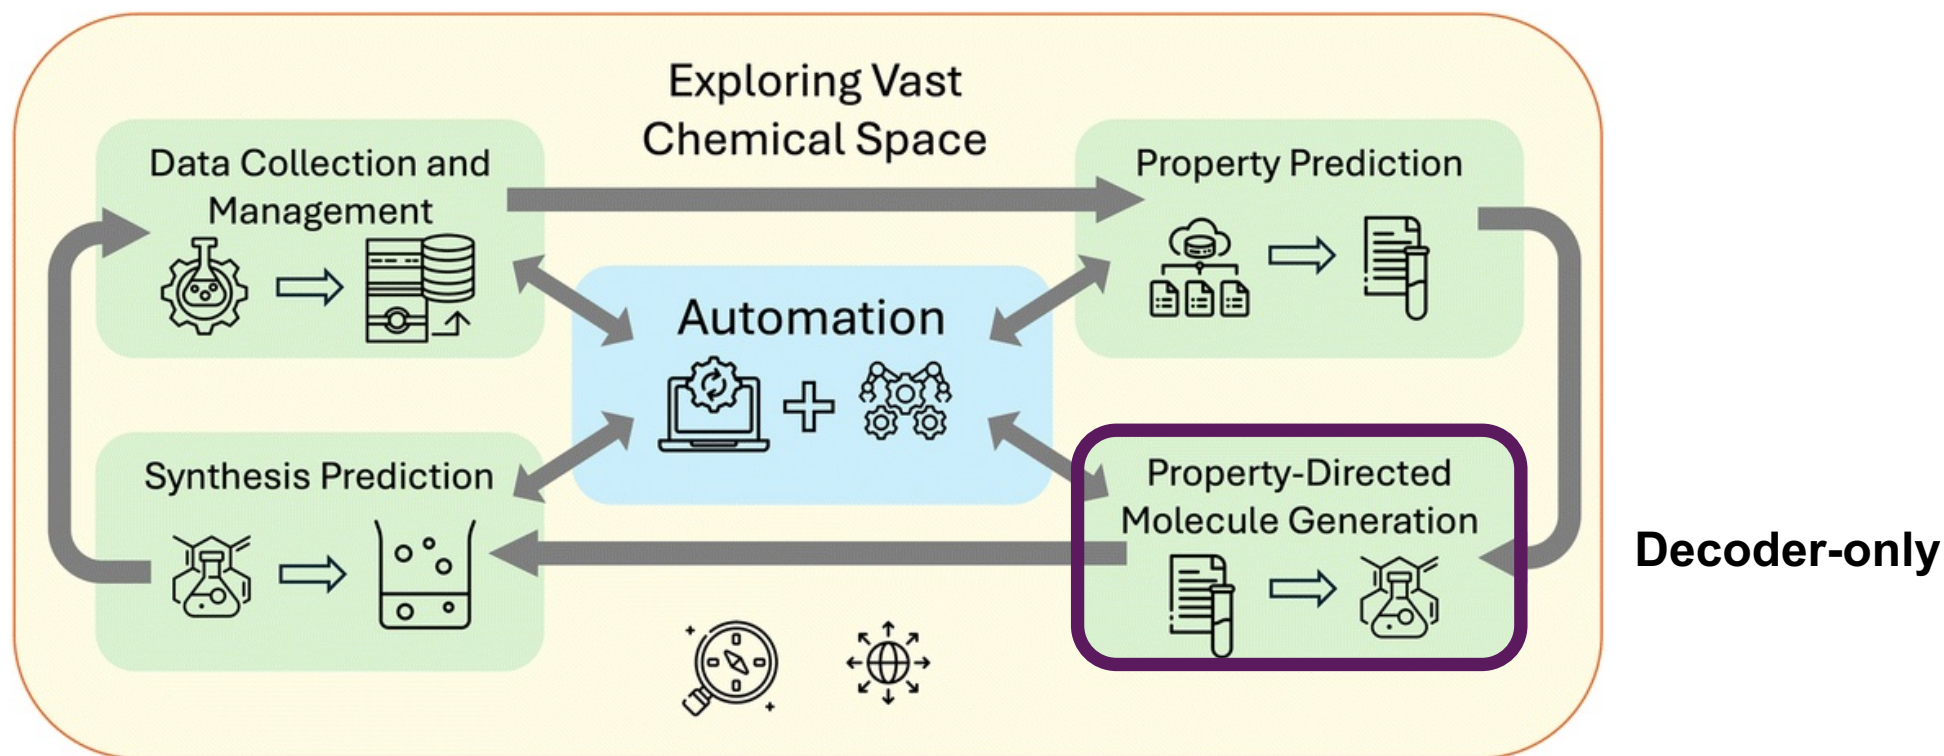 Exploring Vast
Chemical Space
Data Collection and
Management
Property Prediction
Automation
Synthesis Prediction
Property-Directed
Molecule Generation
Decoder-only